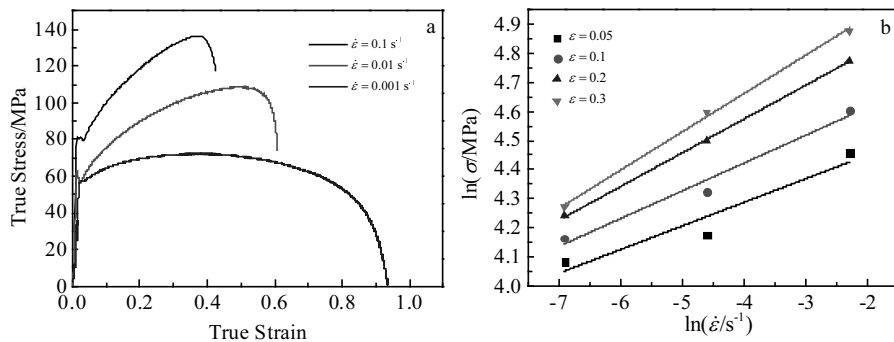 a
140
120
100
80
60
40
20
0
0.0 0.2 0.4 0.6 0.8 1.0
True Stress/MPa
True Strain
ε̇ = 0.1 s⁻¹
ε̇ = 0.01 s⁻¹
ε̇ = 0.001 s⁻¹
b
4.9
4.8
4.7
4.6
4.5
4.4
4.3
4.2
4.1
4.0
-7 -6 -5 -4 -3 -2 -1
ln(σ/MPa)
ln(ε̇/s⁻¹)
ε = 0.05
ε = 0.1
ε = 0.2
ε = 0.3